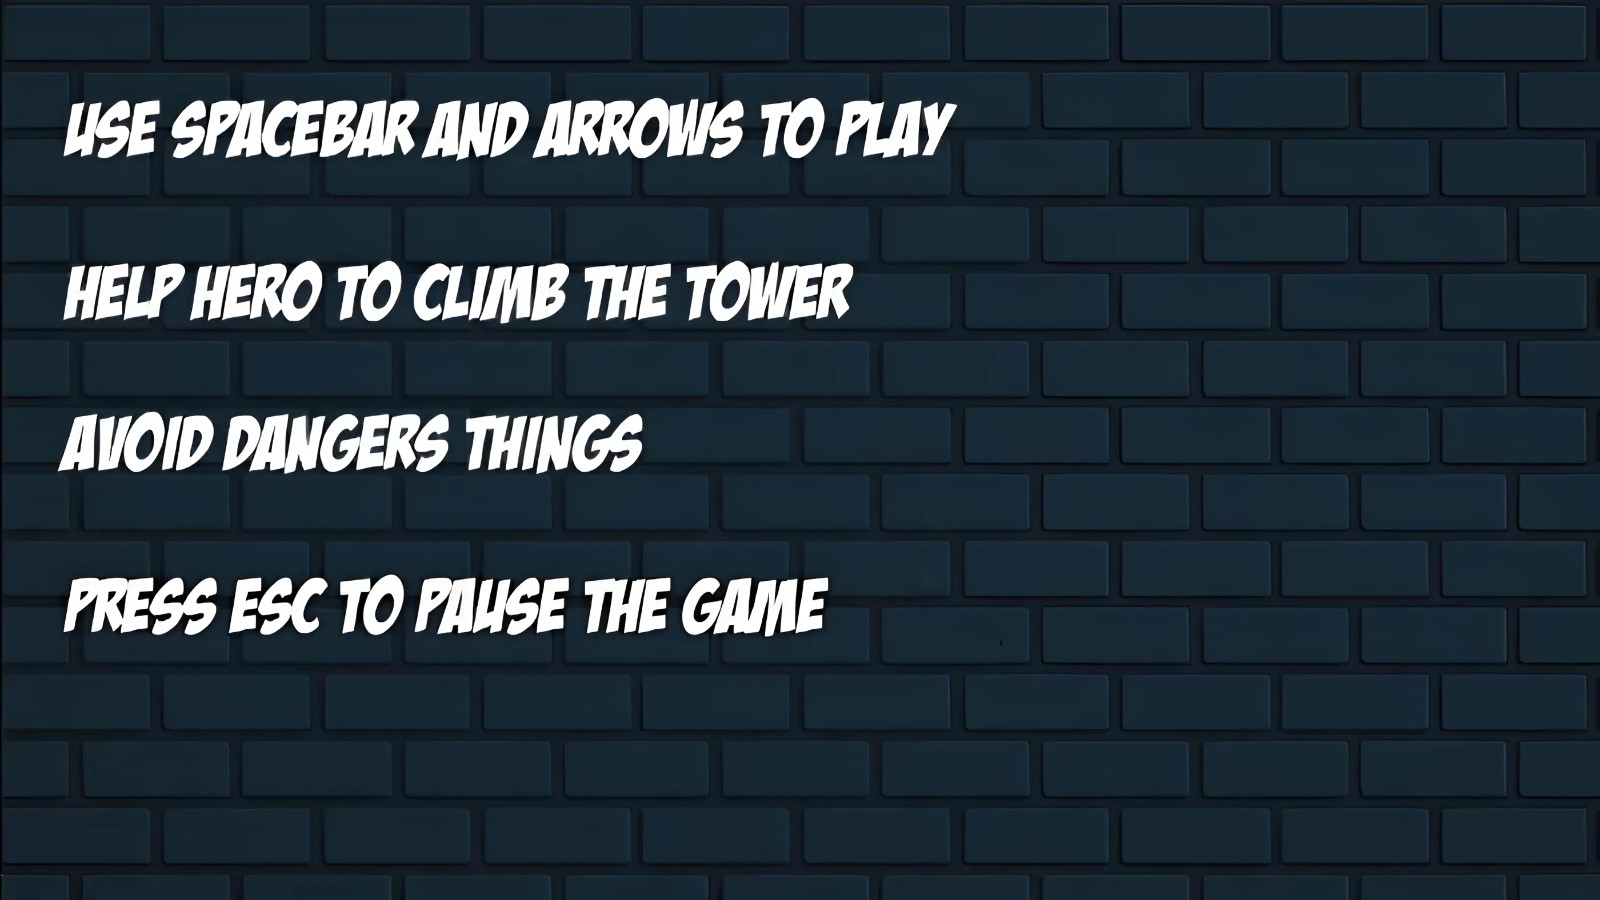 USE SPACEBAR AND ARROWS TO PLAY
HELP HERO TO CLIMB THE TOWER
AVOID DANGERS THINGS
PRESS ESC TO PAUSE THE GAME